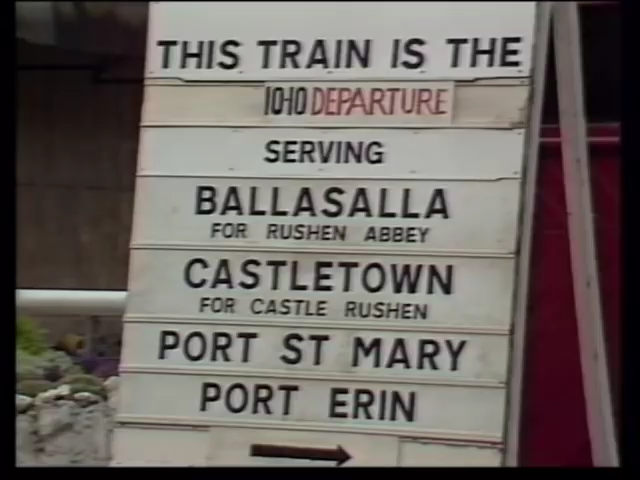 THIS TRAIN IS THE
10·10 DEPARTURE
SERVING
BALLASALLA
FOR RUSHEN ABBEY
CASTLETOWN
FOR CASTLE RUSHEN
PORT ST MARY
PORT ERIN